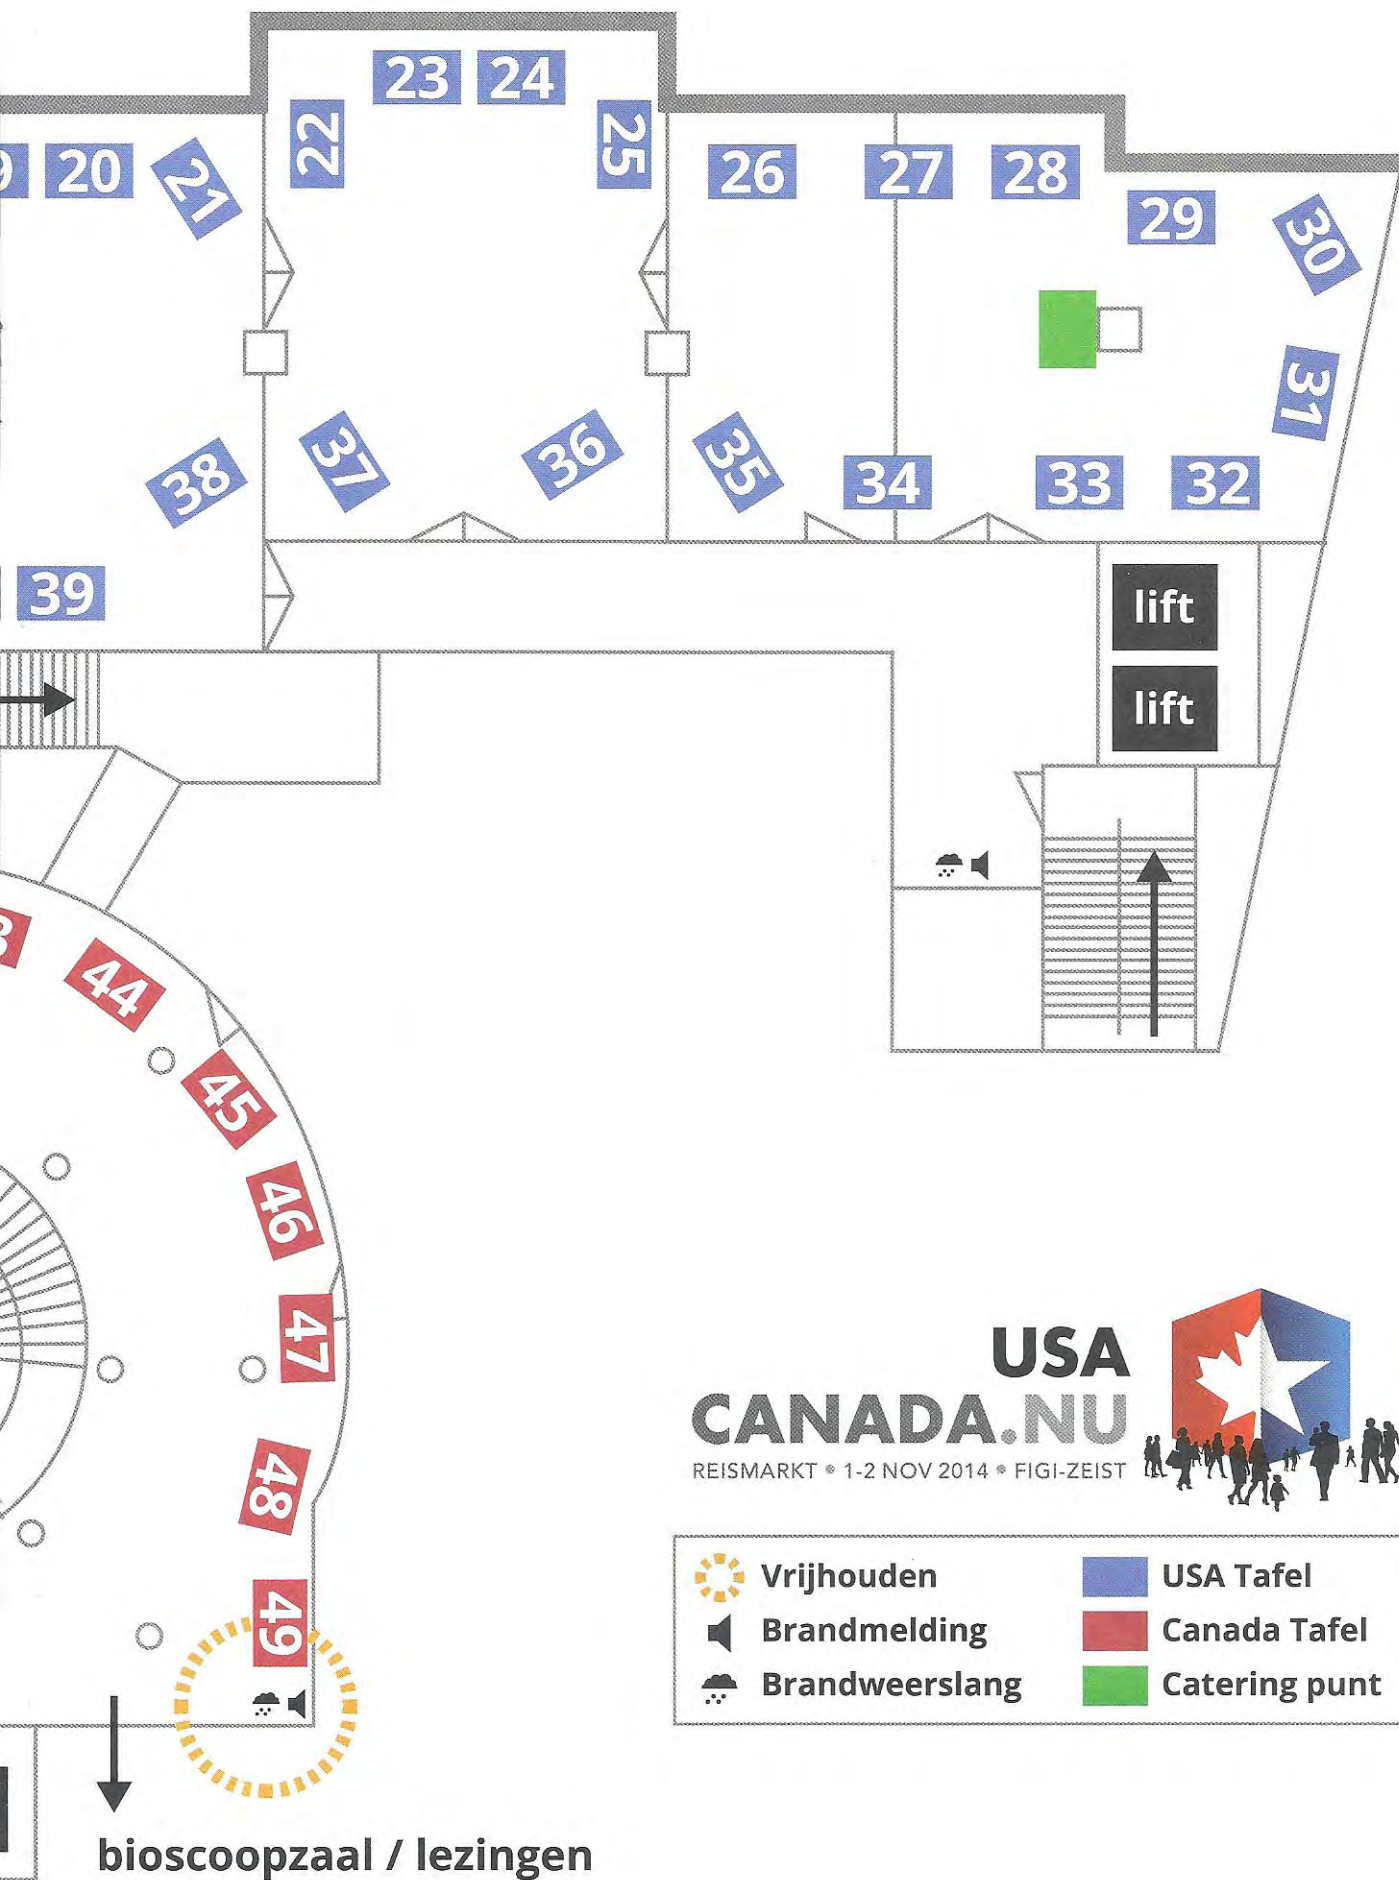 23 24
22
25
20
21
26
27
28
29
30
31
38
37
36
35
34
33
32
39
lift
lift
44
45
46
47
48
49
USA
CANADA.NU
REISMARKT • 1-2 NOV 2014 • FIGI-ZEIST
Vrijhouden
USA Tafel
Brandmelding
Canada Tafel
Brandweerslang
Catering punt
bioscoopzaal / lezingen